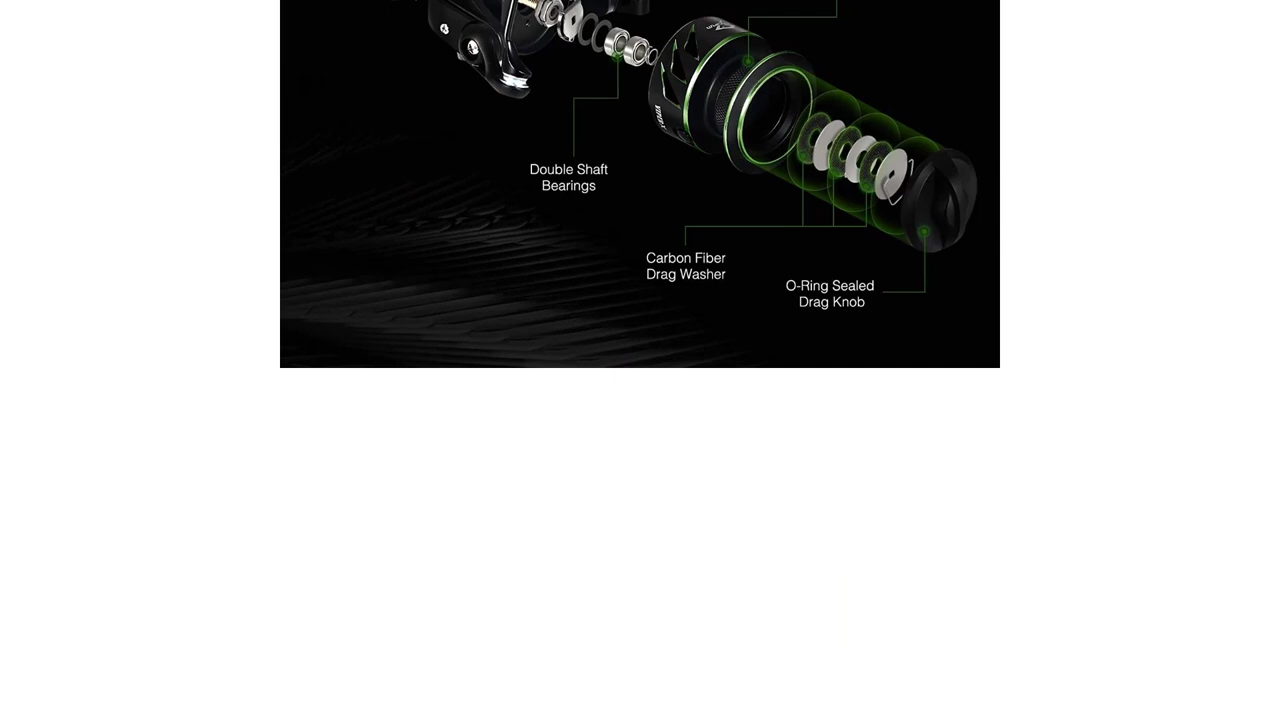 Double Shaft
Bearings
Carbon Fiber
Drag Washer
O-Ring Sealed
Drag Knob